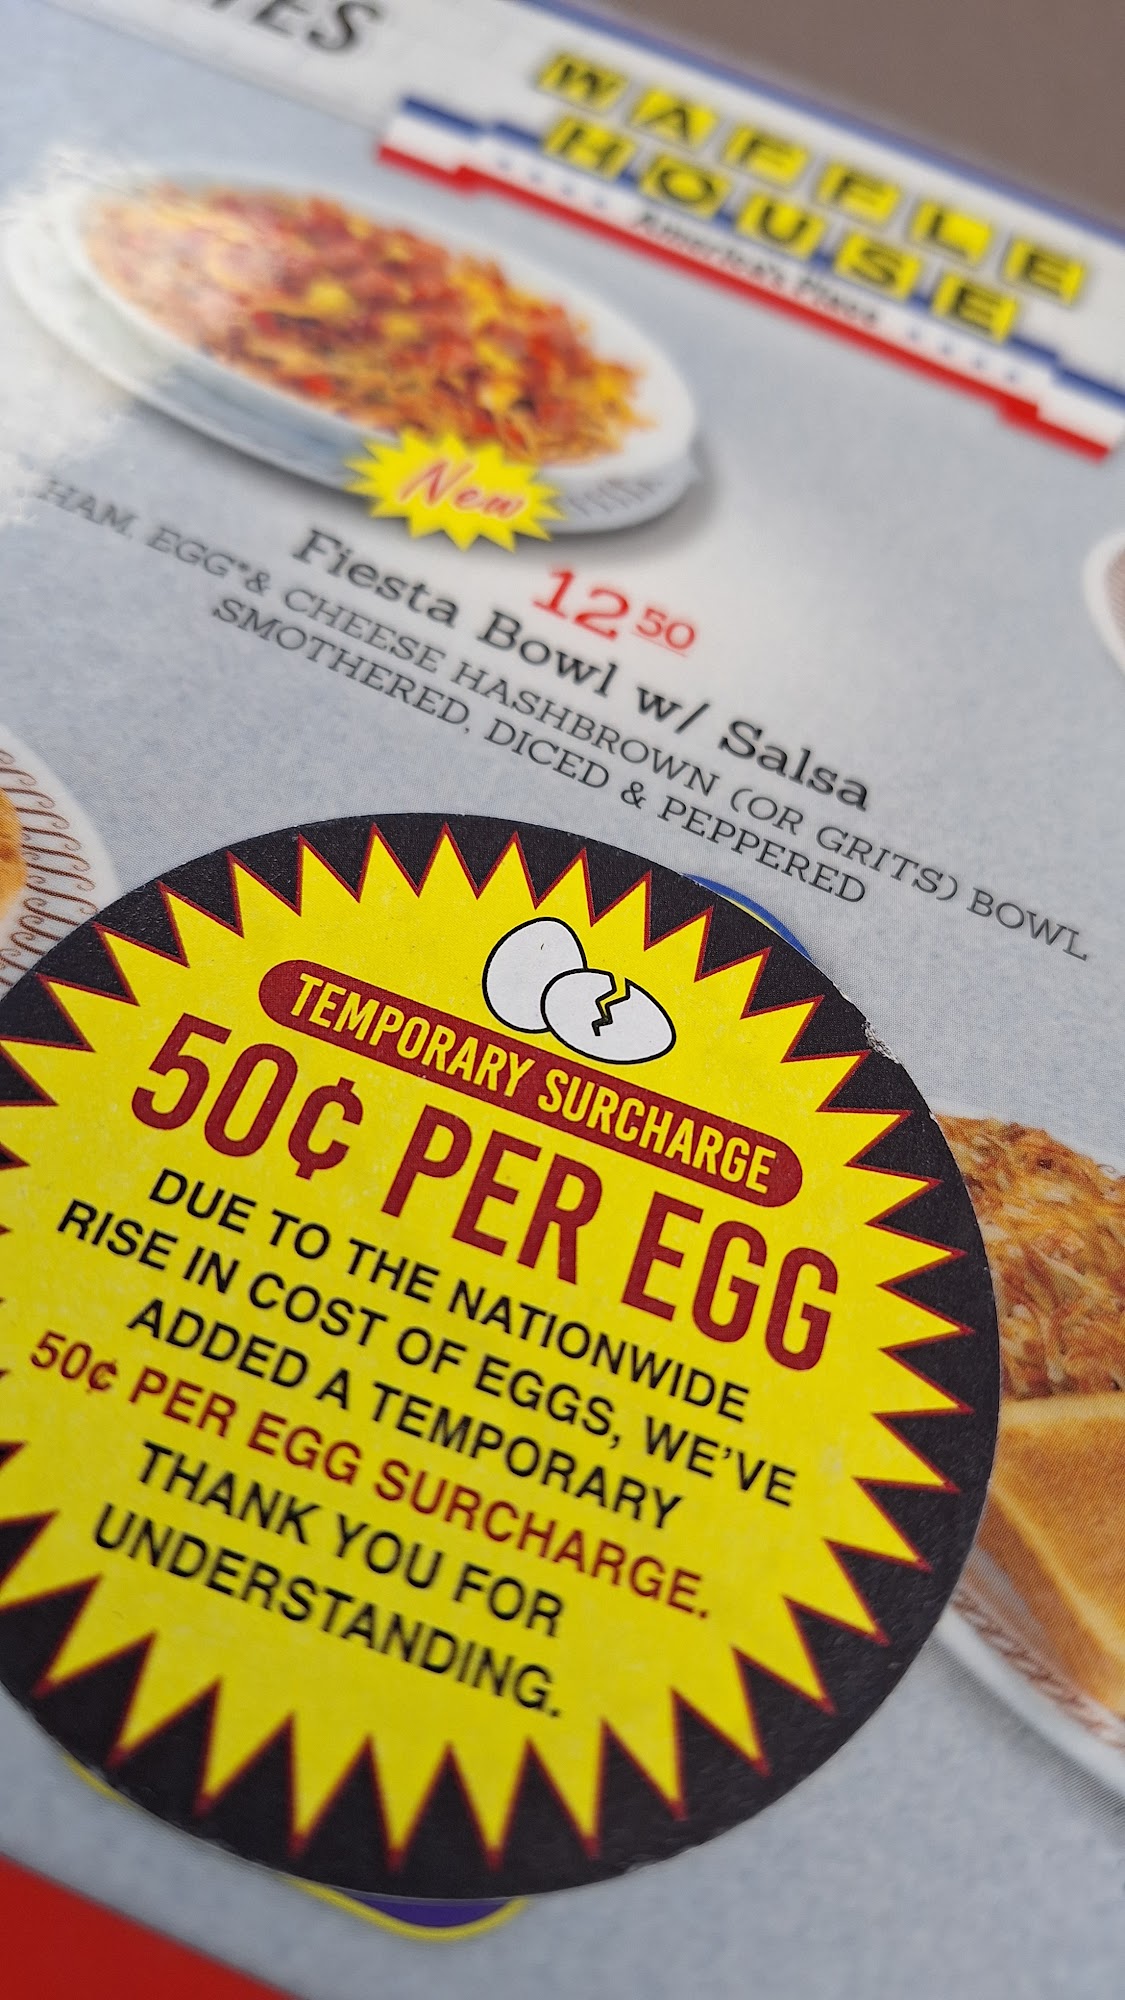 WAFFLE
HOUSE
America's Place
New
12 50
Fiesta Bowl w/ Salsa
HAM, EGG*& CHEESE HASHBROWN (OR GRITS) BOWL
SMOTHERED, DICED & PEPPERED
TEMPORARY SURCHARGE
50¢ PER EGG
DUE TO THE NATIONWIDE
RISE IN COST OF EGGS, WE'VE
ADDED A TEMPORARY
50¢ PER EGG SURCHARGE.
THANK YOU FOR
UNDERSTANDING.